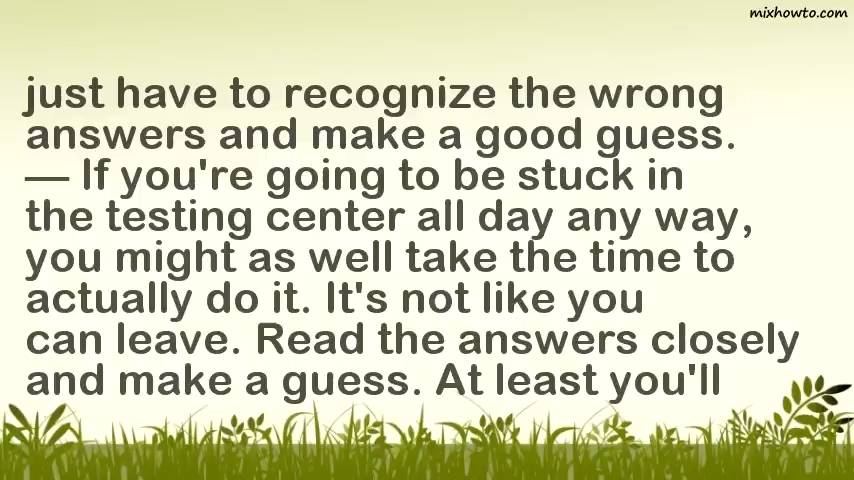 mixhowto.com
just have to recognize the wrong
answers and make a good guess.
— If you're going to be stuck in
the testing center all day any way,
you might as well take the time to
actually do it. It's not like you
can leave. Read the answers closely
and make a guess. At least you'll